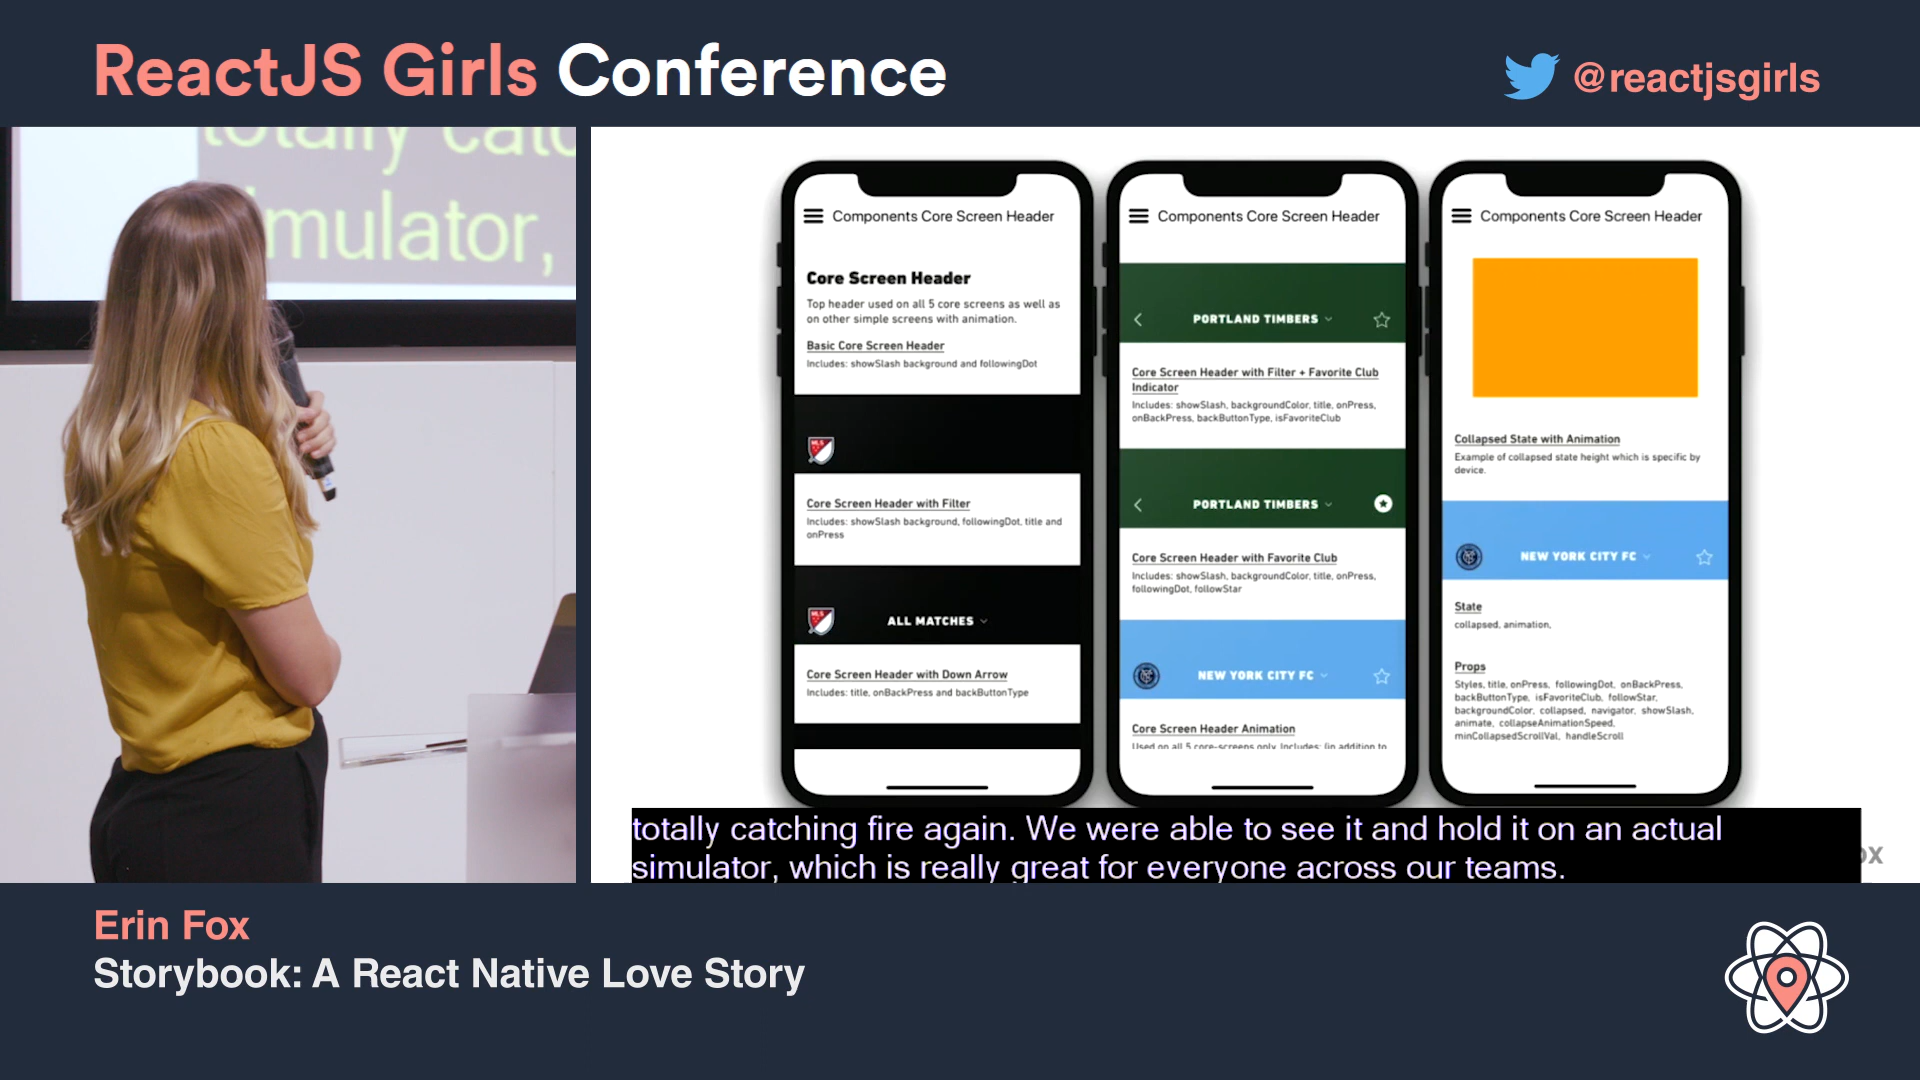 ReactJS Girls Conference
@reactjsgirls
totally catc
imulator,
Components Core Screen Header
Core Screen Header
Top header used on all 5 core screens as well as
on other simple screens with animation.
Basic Core Screen Header
Includes: showSlash background and followingDot
MLS
Core Screen Header with Filter
Includes: showSlash background, followingDot, title and
onPress
MLS
ALL MATCHES
Core Screen Header with Down Arrow
Includes: title, onBackPress and backButtonType
Components Core Screen Header
PORTLAND TIMBERS
Core Screen Header with Filter + Favorite Club
Indicator
Includes: showSlash, backgroundColor, title, onPress,
onBackPress, backButtonType, isFavoriteClub
PORTLAND TIMBERS
Core Screen Header with Favorite Club
Includes: showSlash, backgroundColor, title, onPress,
followingDot, followStar
NEW YORK CITY FC
Core Screen Header Animation
Used on all 5 core-screens only. Includes: (in addition to
Components Core Screen Header
Collapsed State with Animation
Example of collapsed state height which is specific by
device.
NEW YORK CITY FC
State
collapsed, animation,
Props
Styles, title, onPress, followingDot, onBackPress,
backButtonType, isFavoriteClub, followStar,
backgroundColor, collapsed, navigator, showSlash,
animate, collapseAnimationSpeed,
minCollapsedScrollVal, handleScroll
totally catching fire again. We were able to see it and hold it on an actual
simulator, which is really great for everyone across our teams.
ox
Erin Fox
Storybook: A React Native Love Story